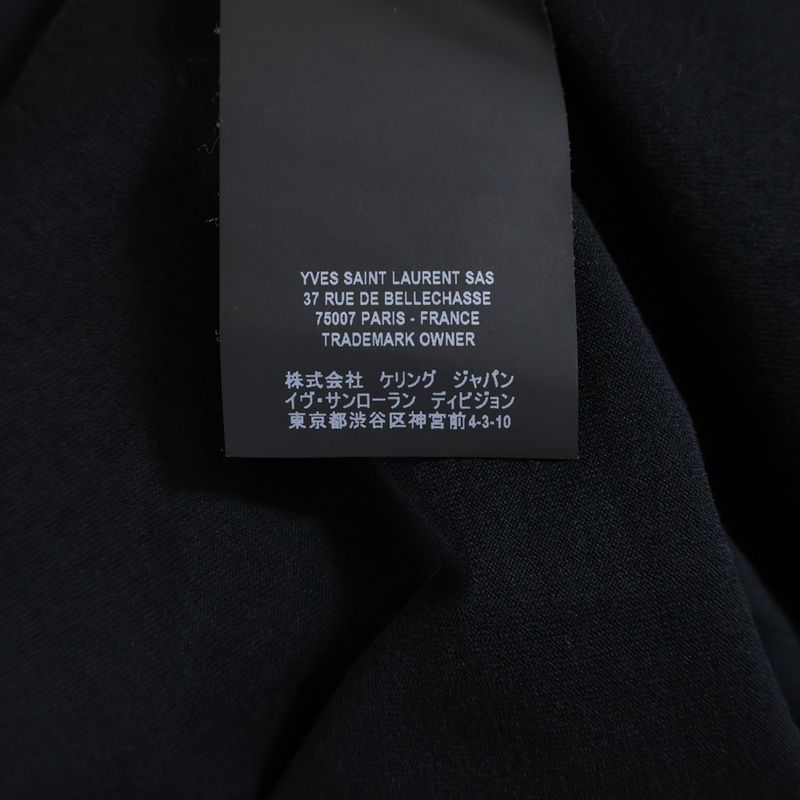 YVES SAINT LAURENT SAS
37 RUE DE BELLECHASSE
75007 PARIS - FRANCE
TRADEMARK OWNER
株式会社 ケリング ジャパン
イヴ・サンローラン ディビジョン
東京都渋谷区神宮前4-3-10